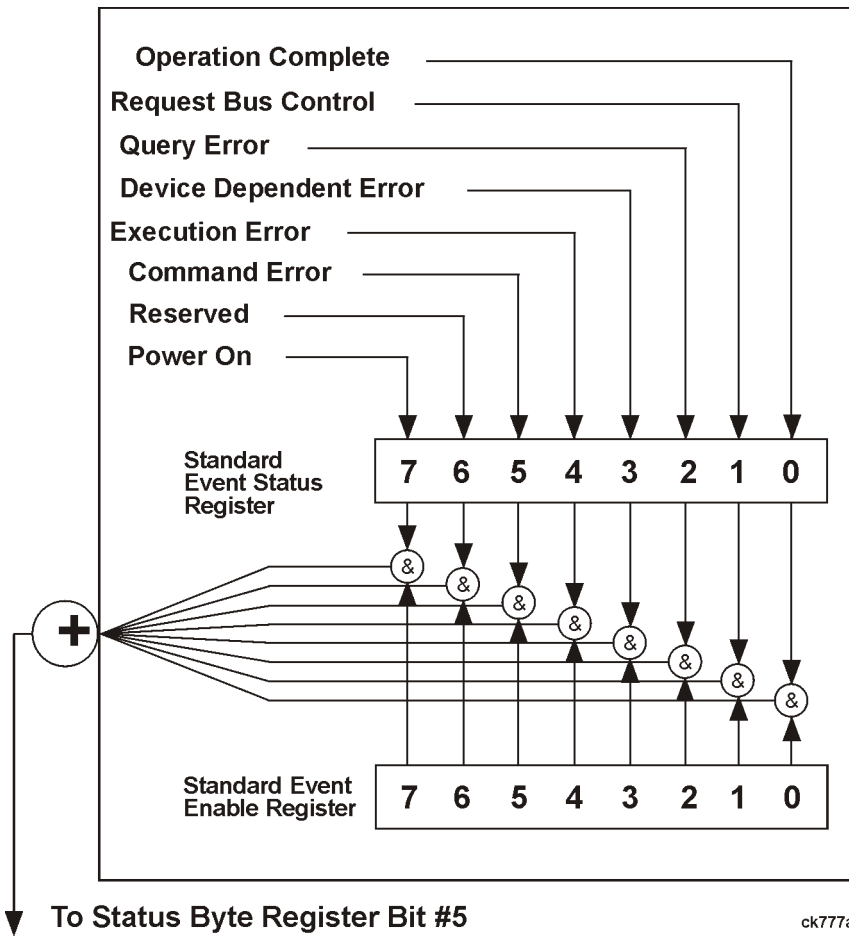 Operation Complete
Request Bus Control
Query Error
Device Dependent Error
Execution Error
Command Error
Reserved
Power On
Standard
Event Status
Register
7 6 5 4 3 2 1 0
&
&
&
&
&
&
&
&
+
Standard Event
Enable Register
7 6 5 4 3 2 1 0
To Status Byte Register Bit #5
ck777a